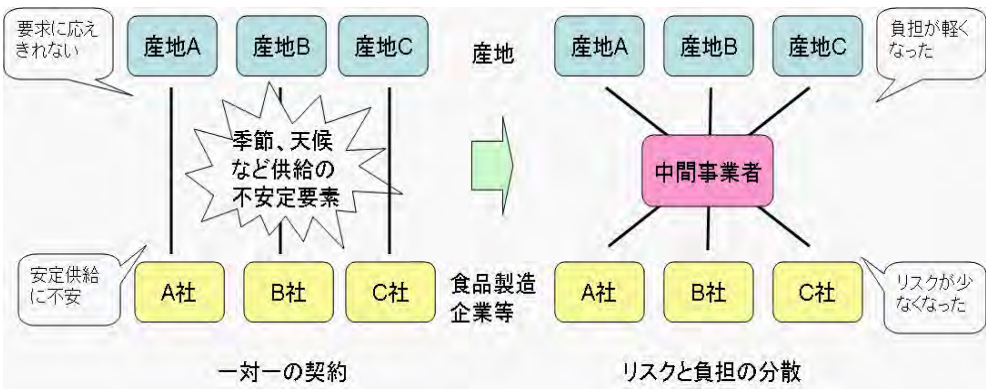 要求に応え
きれない
産地A
産地B
産地C
産地
産地A
産地B
産地C
負担が軽く
なった
季節、天候
など供給の
不安定要素
中間事業者
安定供給
に不安
A社
B社
C社
食品製造
企業等
A社
B社
C社
リスクが少
なくなった
一対一の契約
リスクと負担の分散